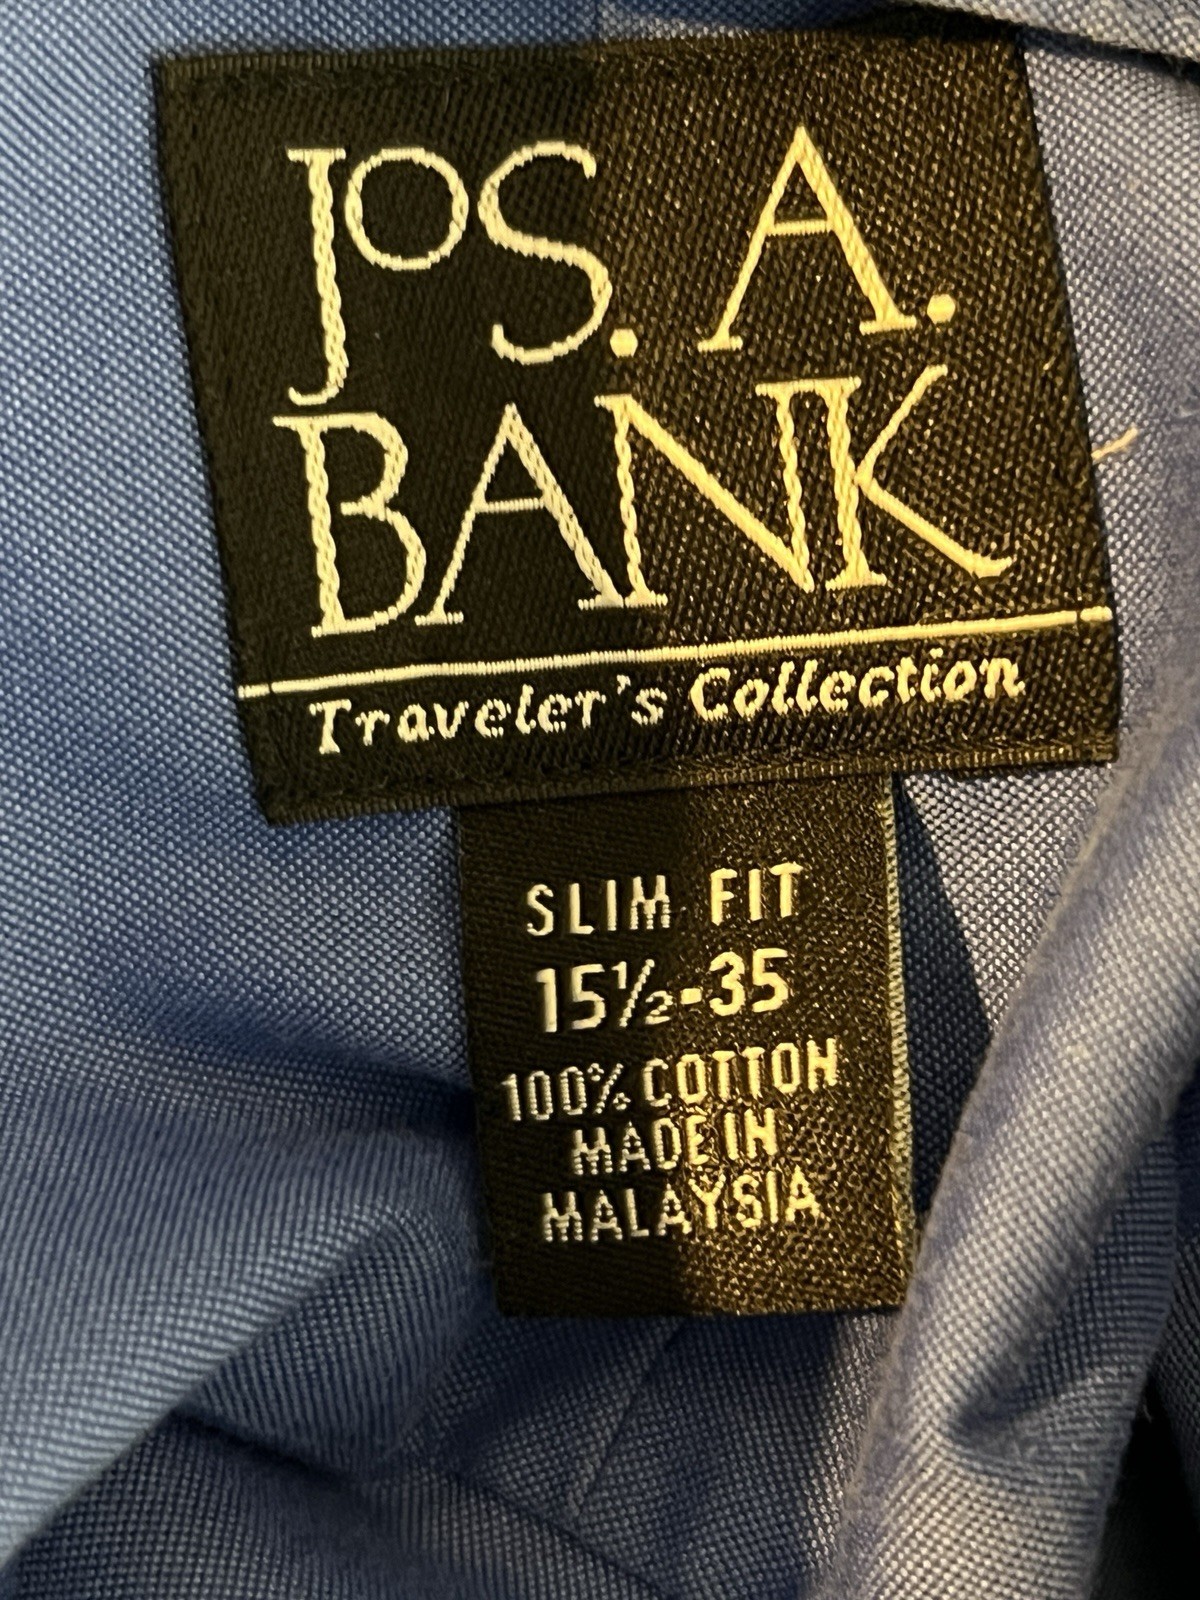 JOS. A.
BANK
Traveler's Collection
SLIM FIT
15½-35
100% COTTON
MADE IN
MALAYSIA